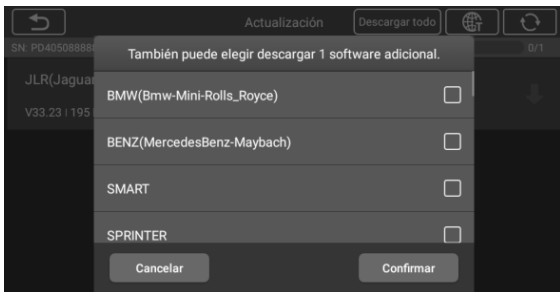 Actualización
Descargar todo
SN: PD40508888
0/1
También puede elegir descargar 1 software adicional.
JLR(Jaguar
V33.23 | 195
BMW(Bmw-Mini-Rolls_Royce)
BENZ(MercedesBenz-Maybach)
SMART
SPRINTER
Cancelar
Confirmar